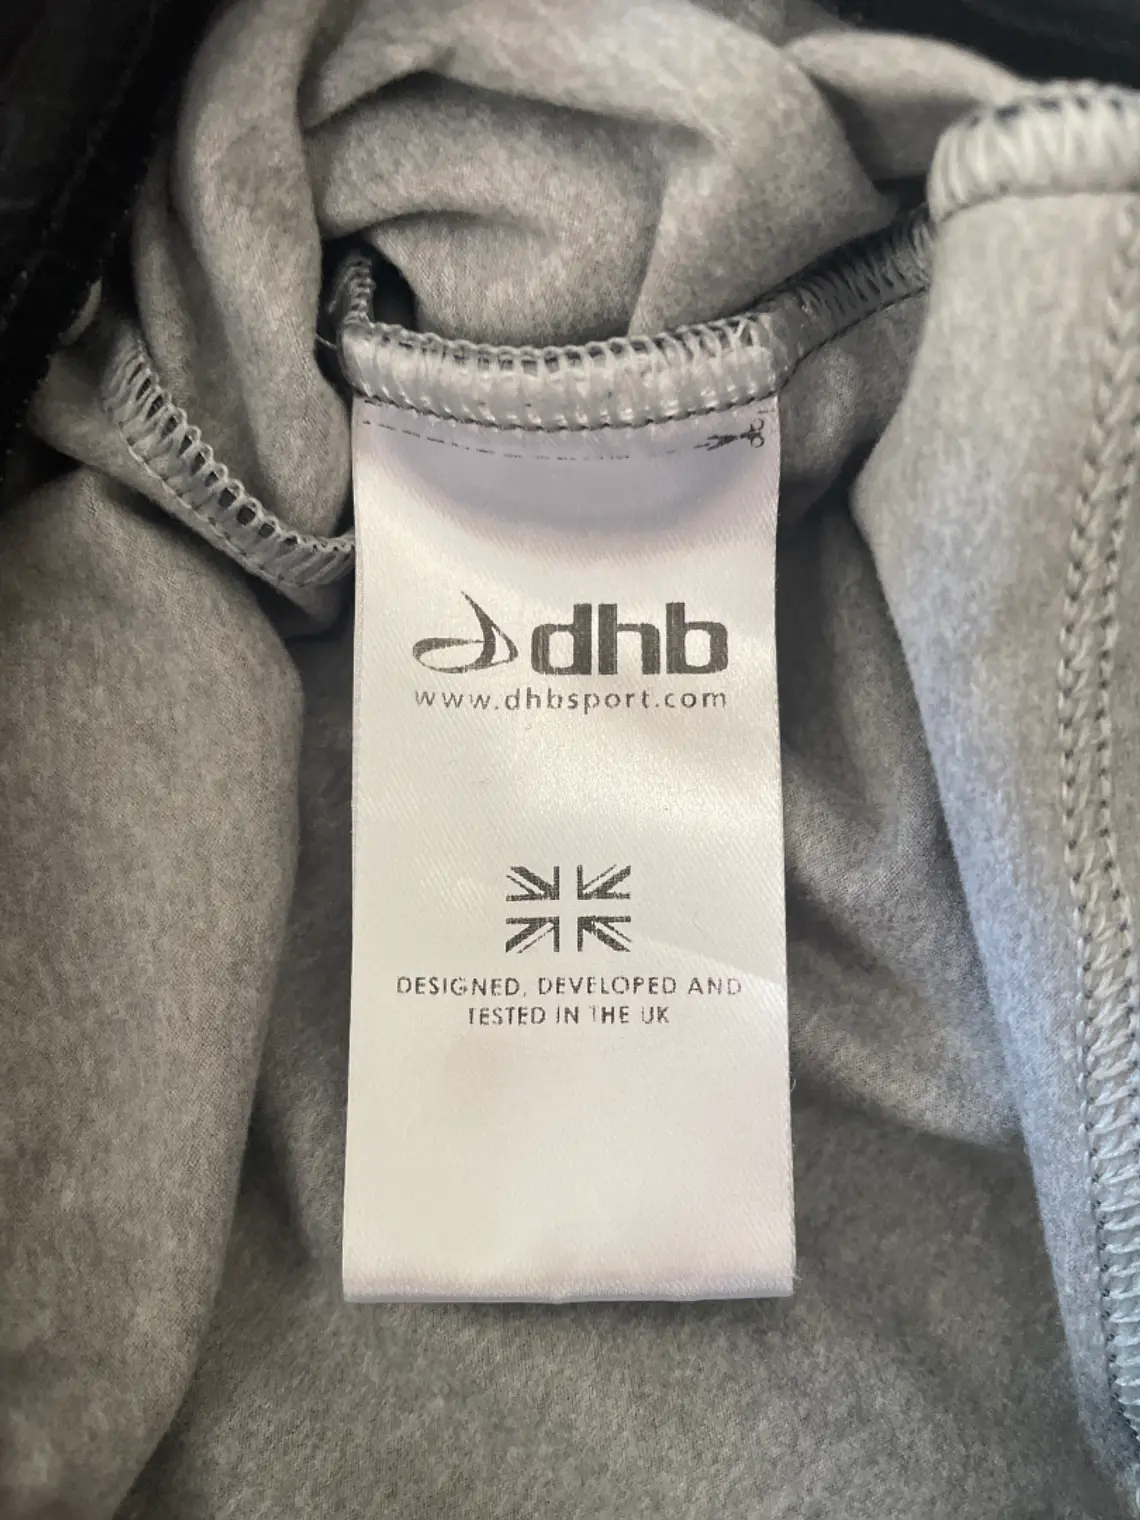 dhb
www.dhbsport.com
DESIGNED, DEVELOPED AND
TESTED IN THE UK